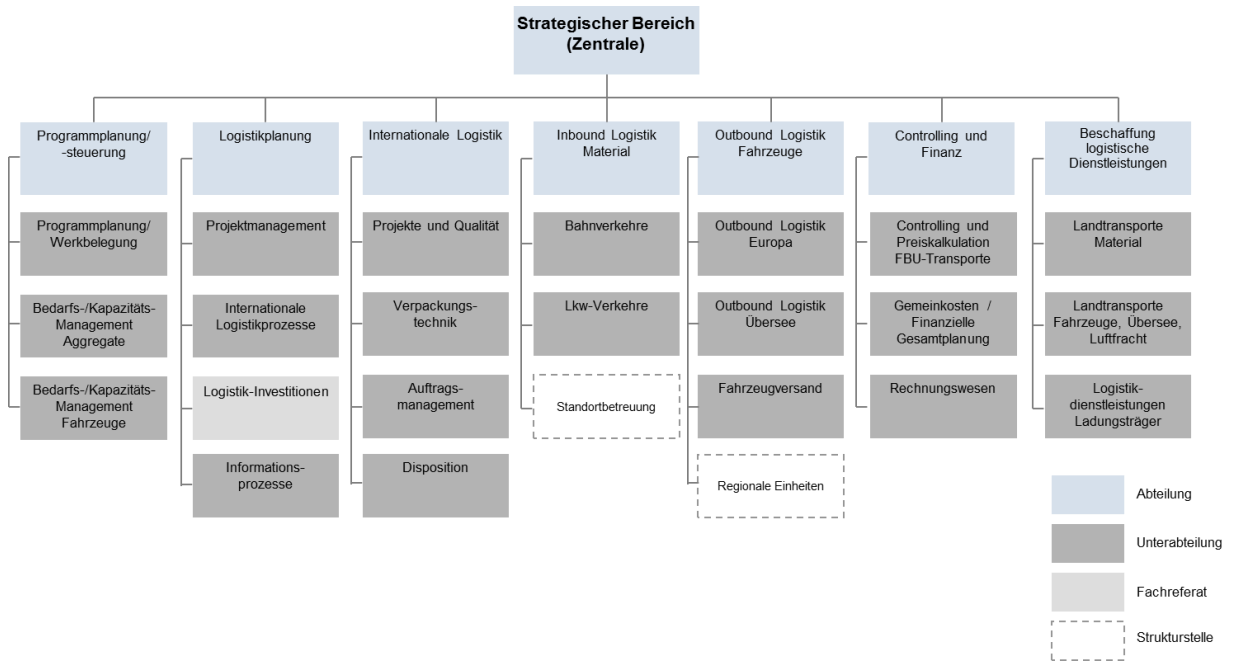 Strategischer Bereich
(Zentrale)
Programmplanung/
-steuerung
Programmplanung/
Werkbelegung
Bedarfs-/Kapazitäts-
Management
Aggregate
Bedarfs-/Kapazitäts-
Management
Fahrzeuge
Logistikplanung
Projektmanagement
Internationale
Logistikprozesse
Logistik-Investitionen
Informations-
prozesse
Internationale Logistik
Projekte und Qualität
Verpackungs-
technik
Auftrags-
management
Disposition
Inbound Logistik
Material
Bahnverkehre
Lkw-Verkehre
Standortbetreuung
Outbound Logistik
Fahrzeuge
Outbound Logistik
Europa
Outbound Logistik
Übersee
Fahrzeugversand
Regionale Einheiten
Controlling und
Finanz
Controlling und
Preiskalkulation
FBU-Transporte
Gemeinkosten /
Finanzielle
Gesamtplanung
Rechnungswesen
Beschaffung
logistische
Dienstleistungen
Landtransporte
Material
Landtransporte
Fahrzeuge, Übersee,
Luftfracht
Logistik-
dienstleistungen
Ladungsträger
Abteilung
Unterabteilung
Fachreferat
Strukturstelle